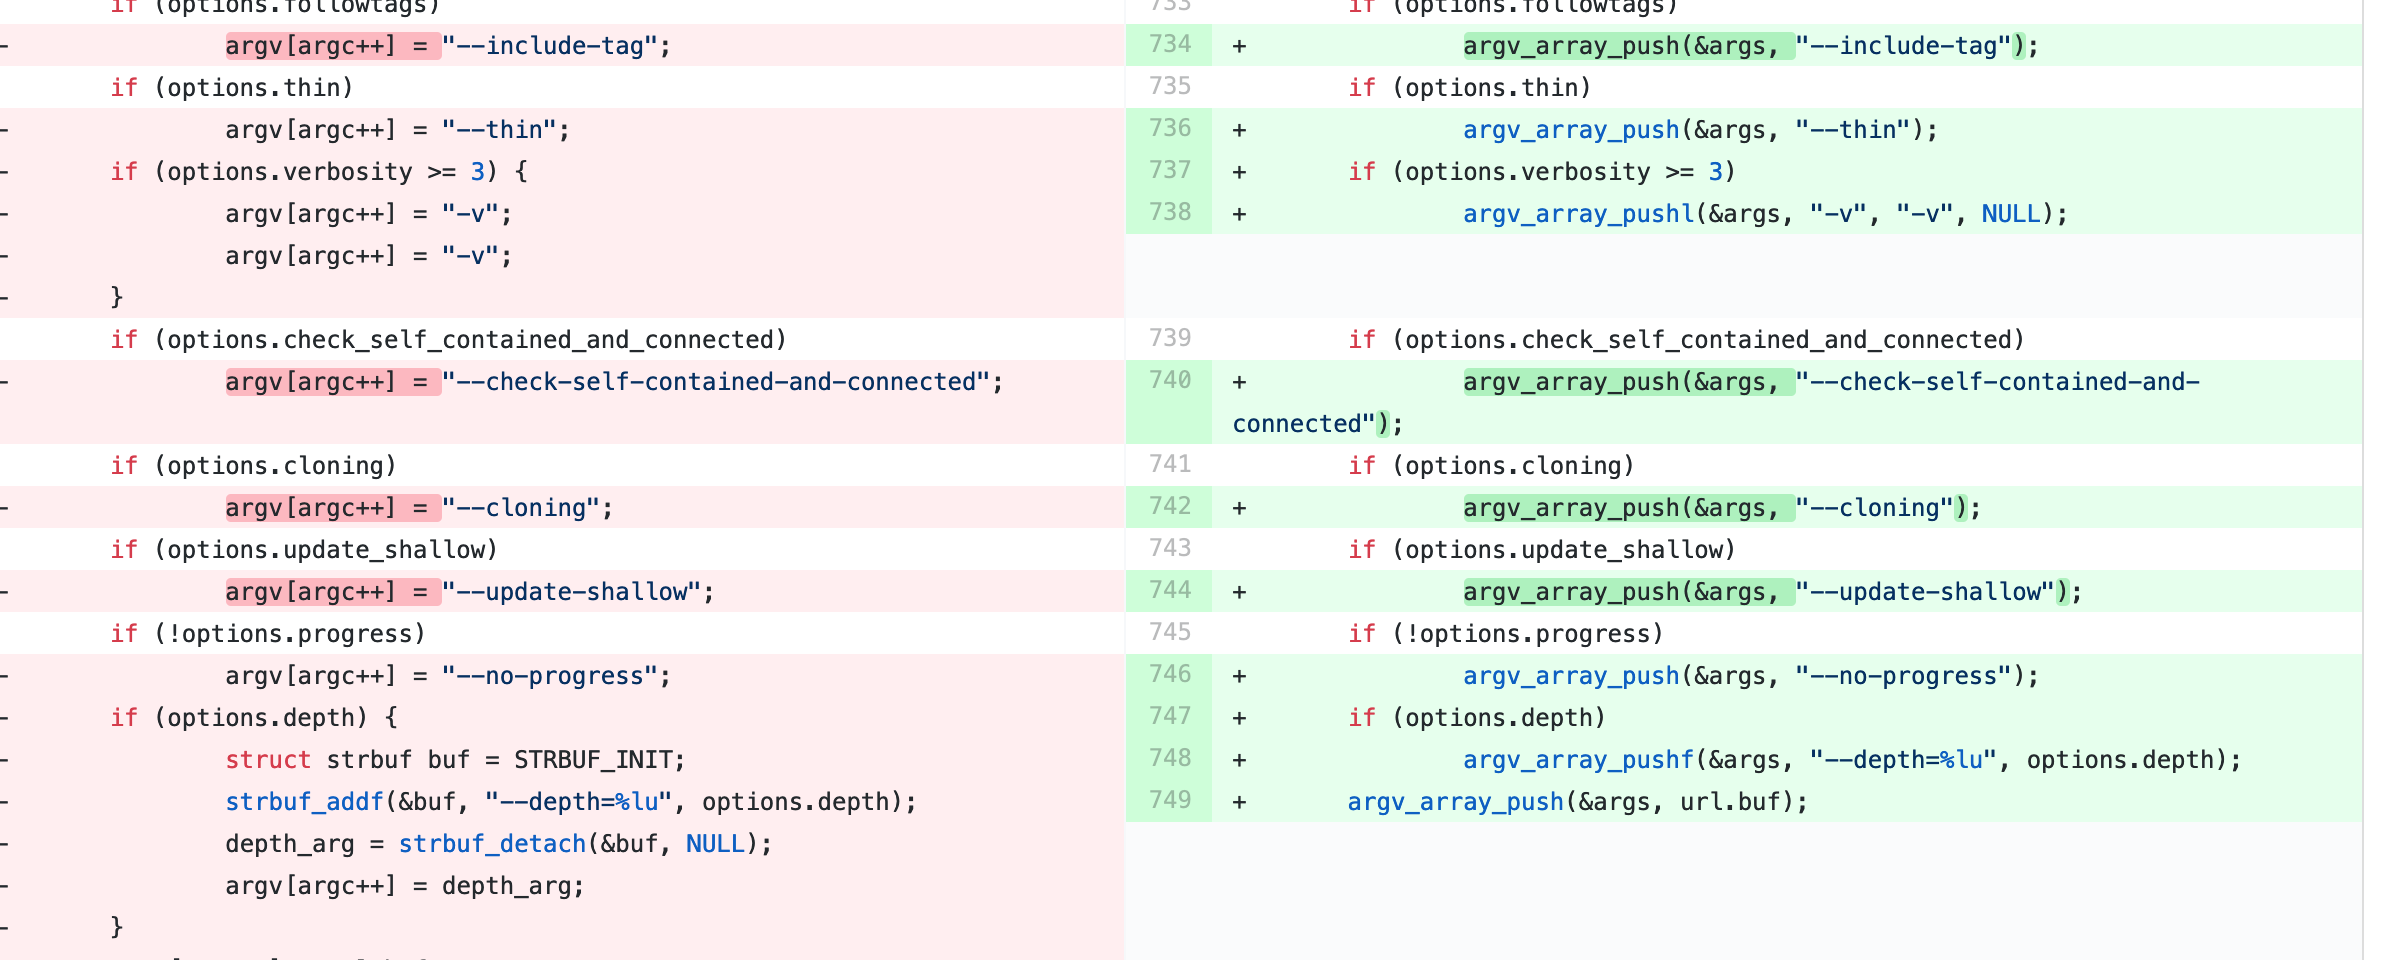 if (options.followtags)
- argv[argc++] = "--include-tag";
if (options.thin)
- argv[argc++] = "--thin";
- if (options.verbosity >= 3) {
- argv[argc++] = "-v";
- argv[argc++] = "-v";
- }
if (options.check_self_contained_and_connected)
- argv[argc++] = "--check-self-contained-and-connected";
if (options.cloning)
- argv[argc++] = "--cloning";
if (options.update_shallow)
- argv[argc++] = "--update-shallow";
if (!options.progress)
- argv[argc++] = "--no-progress";
- if (options.depth) {
- struct strbuf buf = STRBUF_INIT;
- strbuf_addf(&buf, "--depth=%lu", options.depth);
- depth_arg = strbuf_detach(&buf, NULL);
- argv[argc++] = depth_arg;
- }
733 if (options.followtags)
734 + argv_array_push(&args, "--include-tag");
735 if (options.thin)
736 + argv_array_push(&args, "--thin");
737 + if (options.verbosity >= 3)
738 + argv_array_pushl(&args, "-v", "-v", NULL);
739 if (options.check_self_contained_and_connected)
740 + argv_array_push(&args, "--check-self-contained-and-
connected");
741 if (options.cloning)
742 + argv_array_push(&args, "--cloning");
743 if (options.update_shallow)
744 + argv_array_push(&args, "--update-shallow");
745 if (!options.progress)
746 + argv_array_push(&args, "--no-progress");
747 + if (options.depth)
748 + argv_array_pushf(&args, "--depth=%lu", options.depth);
749 + argv_array_push(&args, url.buf);